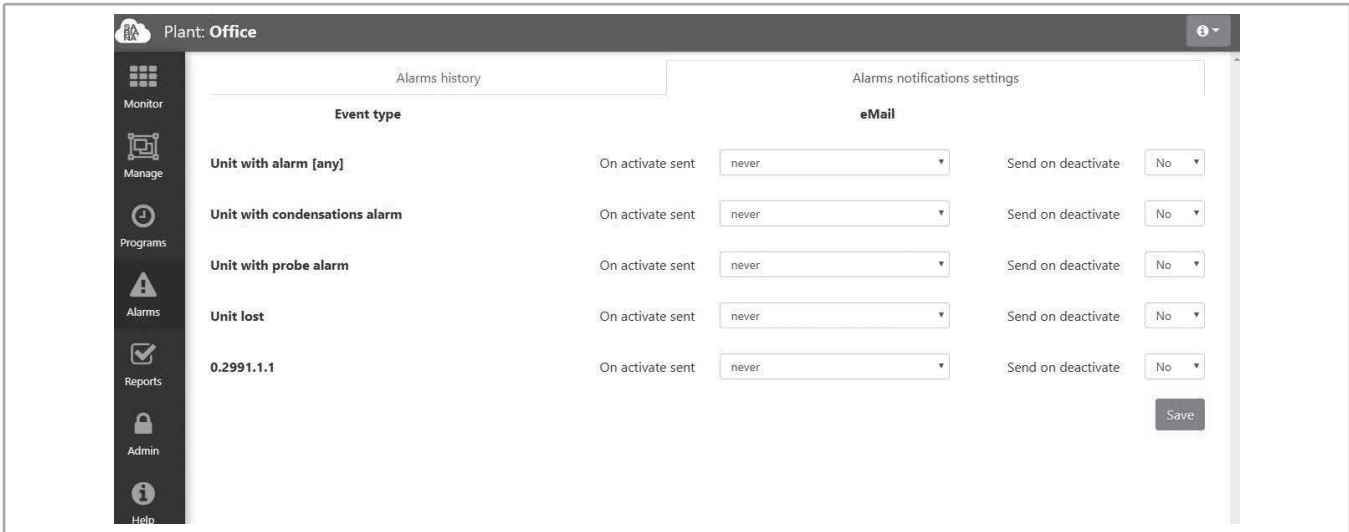 SABIANA Plant: Office
Alarms history Alarms notifications settings
Event type eMail
Monitor
Unit with alarm [any] On activate sent never Send on deactivate No
Manage
Unit with condensations alarm On activate sent never Send on deactivate No
Programs
Unit with probe alarm On activate sent never Send on deactivate No
Alarms
Unit lost On activate sent never Send on deactivate No
Reports
0.2991.1.1 On activate sent never Send on deactivate No
Save
Admin
Help